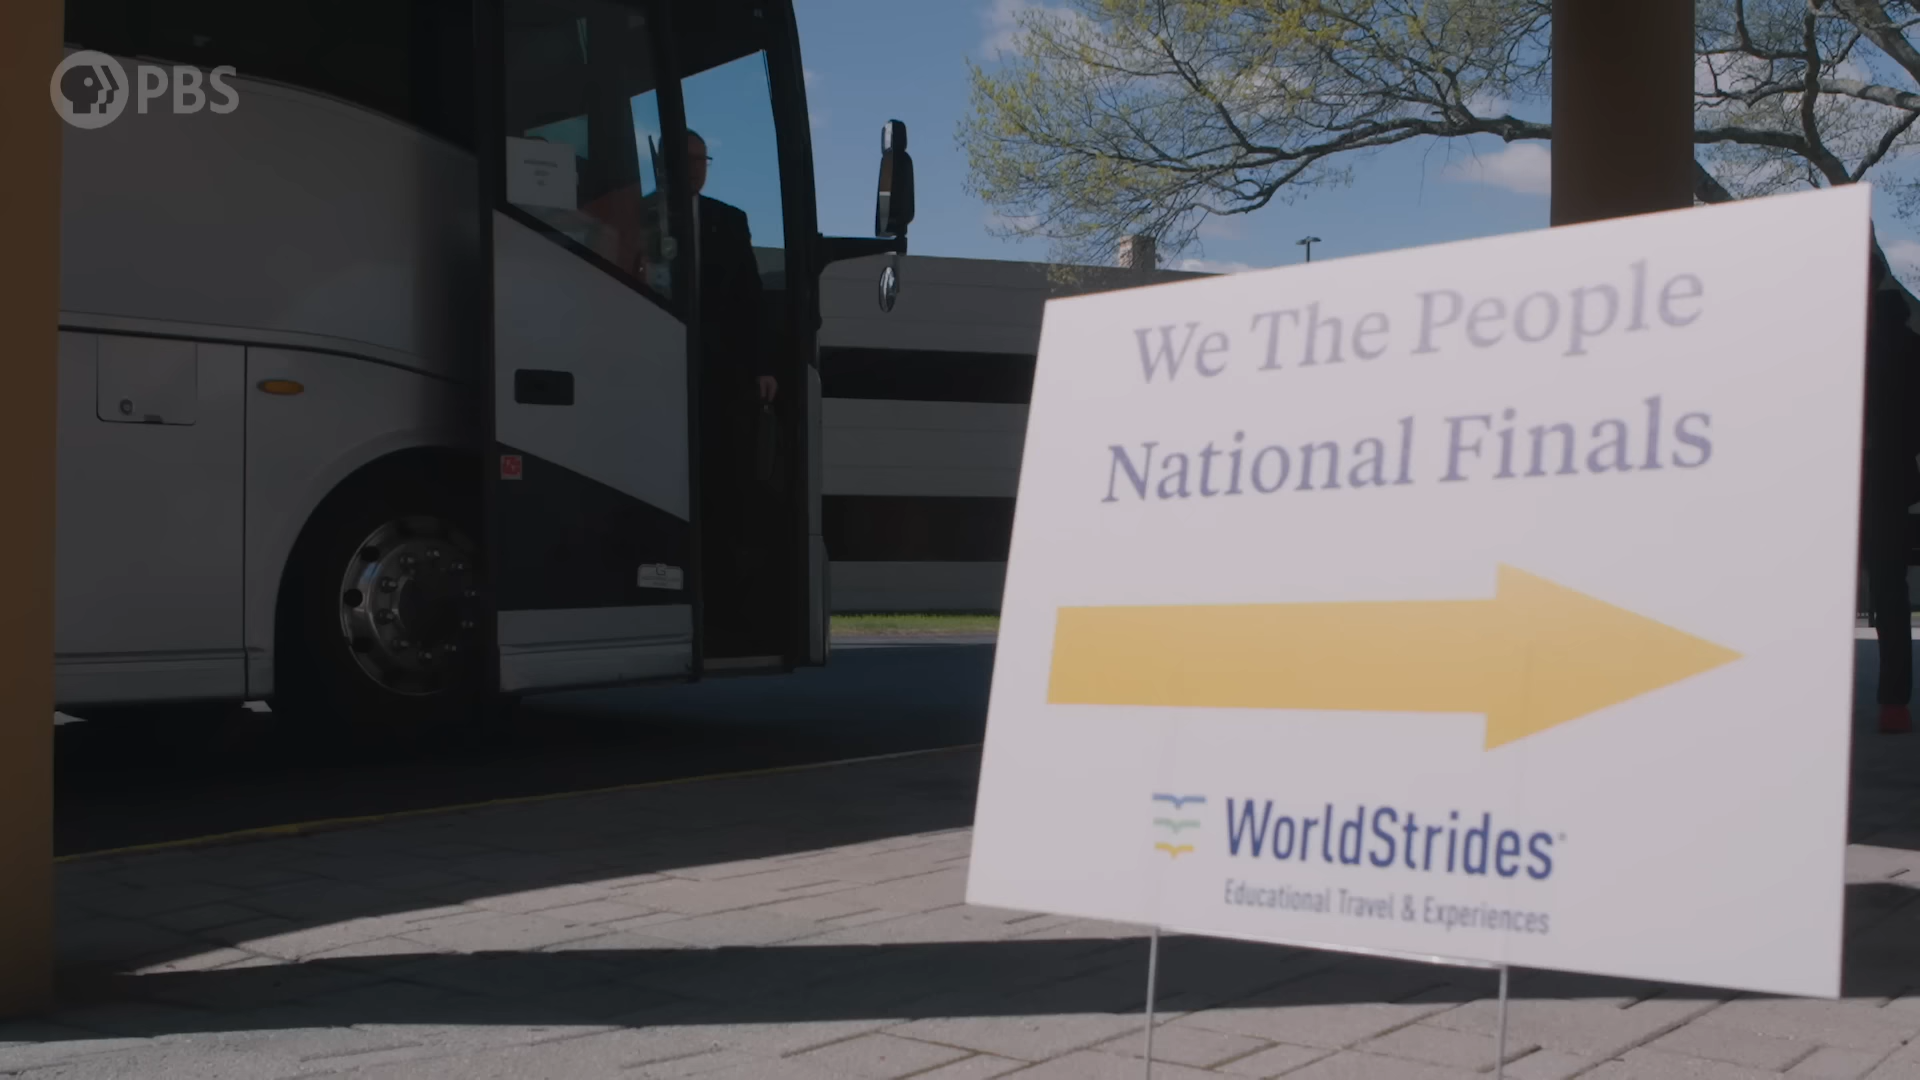 PBS
We The People
National Finals
WorldStrides
Educational Travel & Experiences